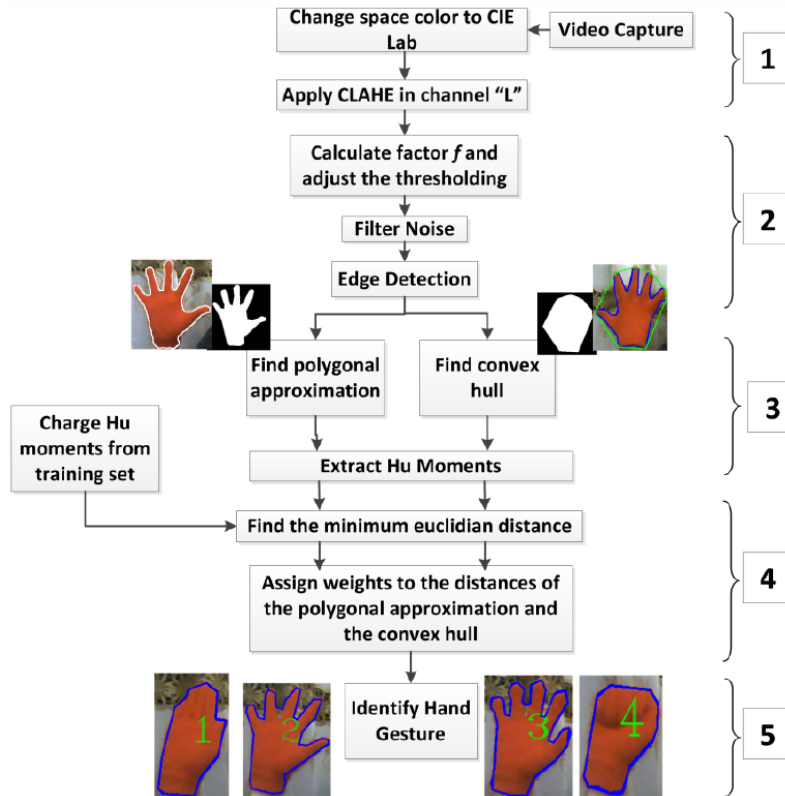 Change space color to CIE
Lab
Video Capture
1
Apply CLAHE in channel “L”
Calculate factor f and
adjust the thresholding
2
Filter Noise
Edge Detection
Find polygonal
approximation
Find convex
hull
3
Charge Hu
moments from
training set
Extract Hu Moments
Find the minimum euclidian distance
4
Assign weights to the distances of
the polygonal approximation and
the convex hull
1
2
Identify Hand
Gesture
3
4
5